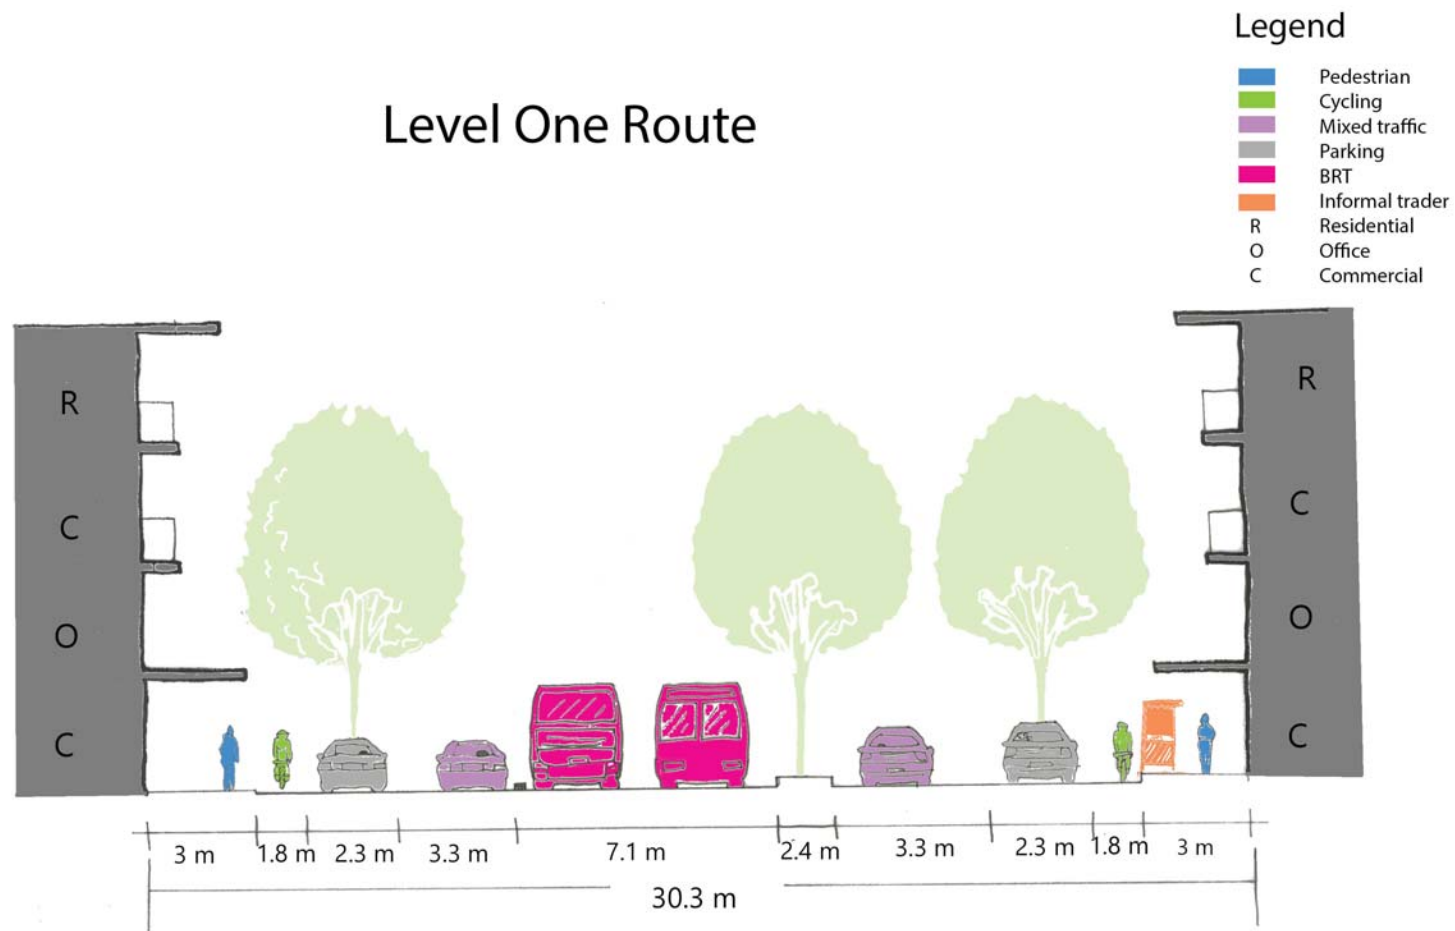 Legend
Pedestrian
Cycling
Mixed traffic
Parking
BRT
Informal trader
R Residential
O Office
C Commercial
Level One Route
R
C
O
C
R
C
O
C
3 m 1.8 m 2.3 m 3.3 m 7.1 m 2.4 m 3.3 m 2.3 m 1.8 m 3 m
30.3 m